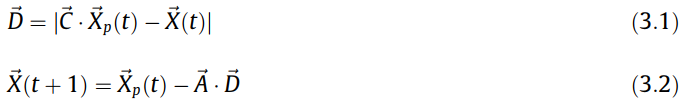 D⃗ = |C⃗ · X⃗ₚ(t) − X⃗(t)| (3.1)
X⃗(t + 1) = X⃗ₚ(t) − A⃗ · D⃗ (3.2)